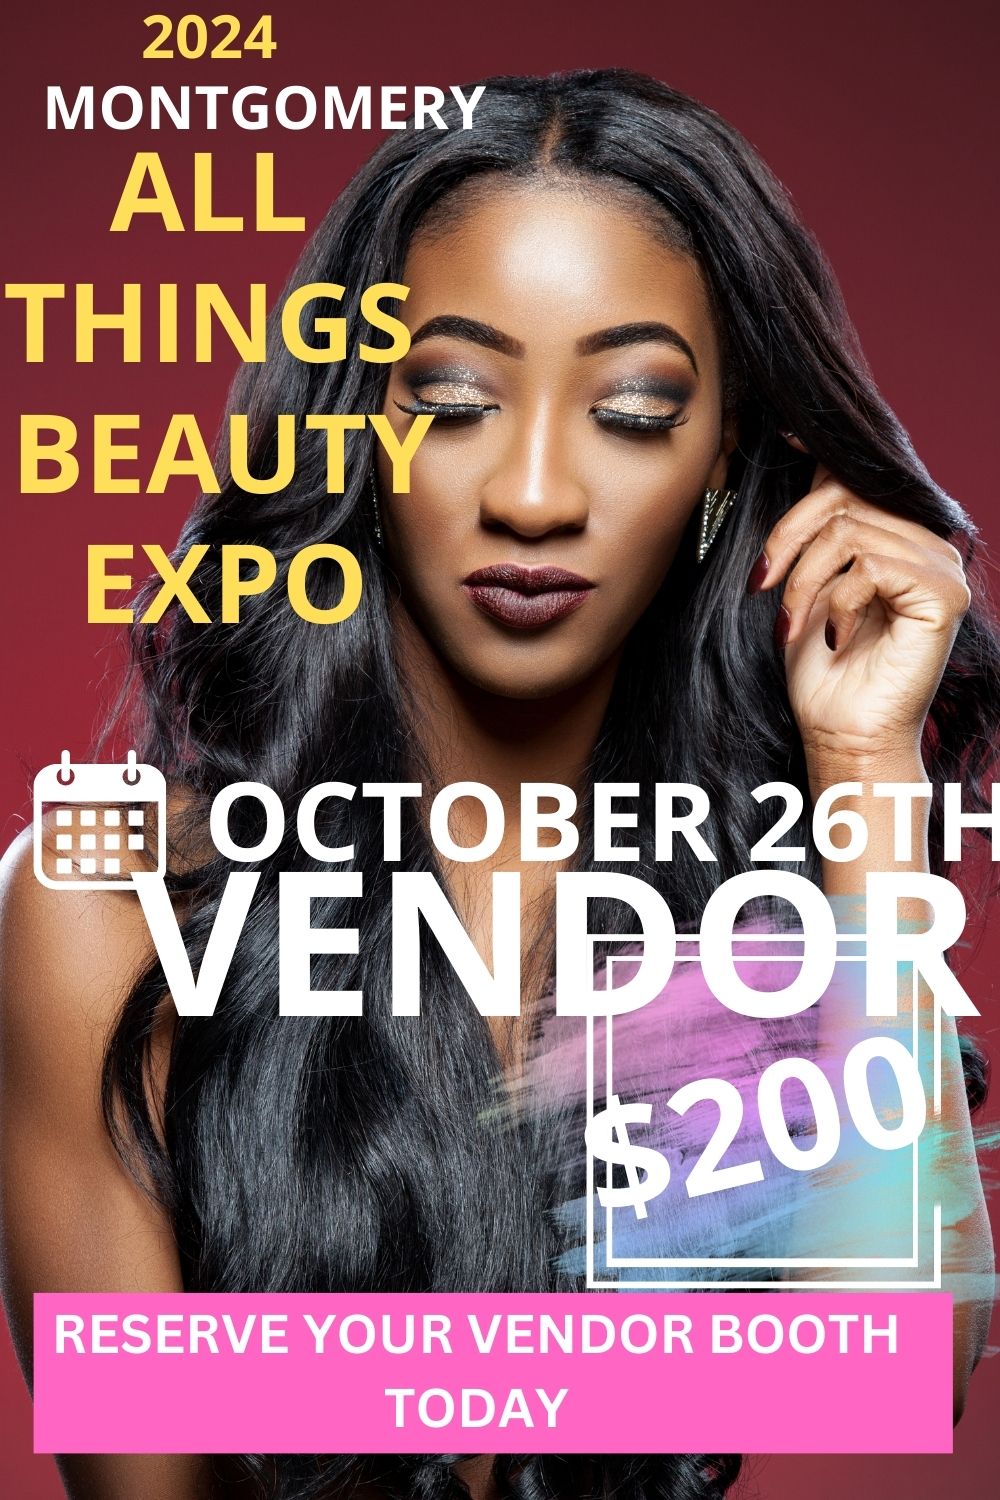 2024
MONTGOMERY
ALL
THINGS
BEAUTY
EXPO
OCTOBER 26TH
VENDOR
$200
RESERVE YOUR VENDOR BOOTH
TODAY